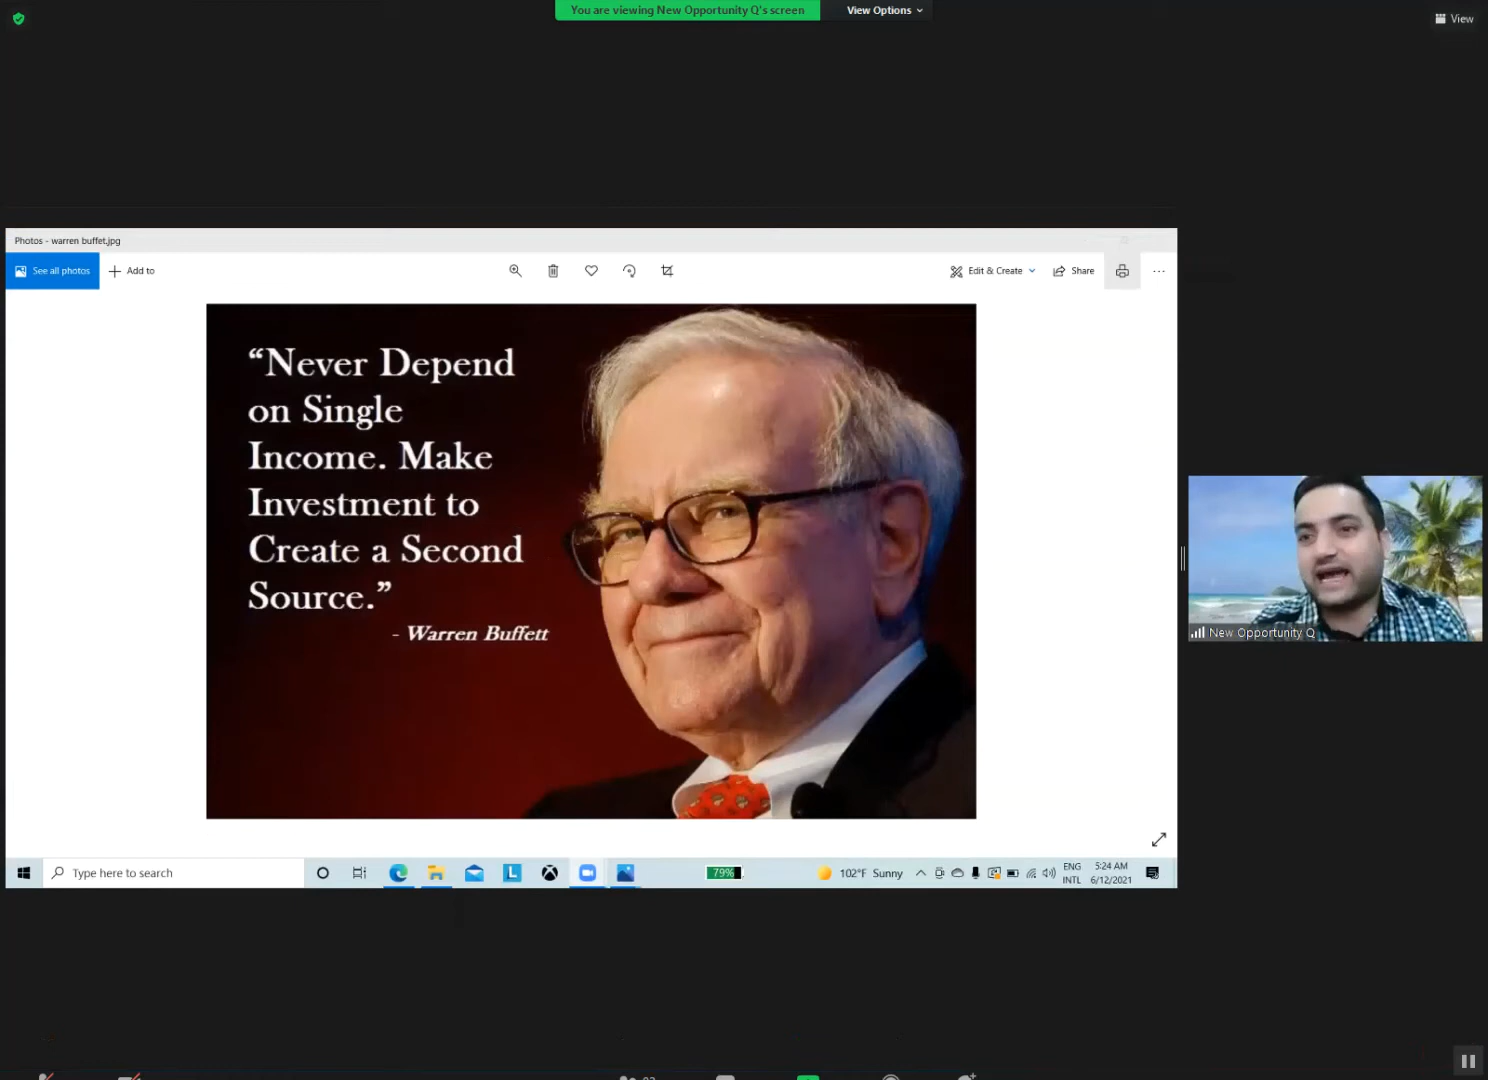 You are viewing New Opportunity Q's screen
View Options
View
Photos - warren buffet.jpg
See all photos
Add to
Edit & Create
Share
“Never Depend
on Single
Income. Make
Investment to
Create a Second
Source.”
- Warren Buffett
New Opportunity Q
Type here to search
79%
102°F Sunny
ENG
INTL
5:24 AM
6/12/2021